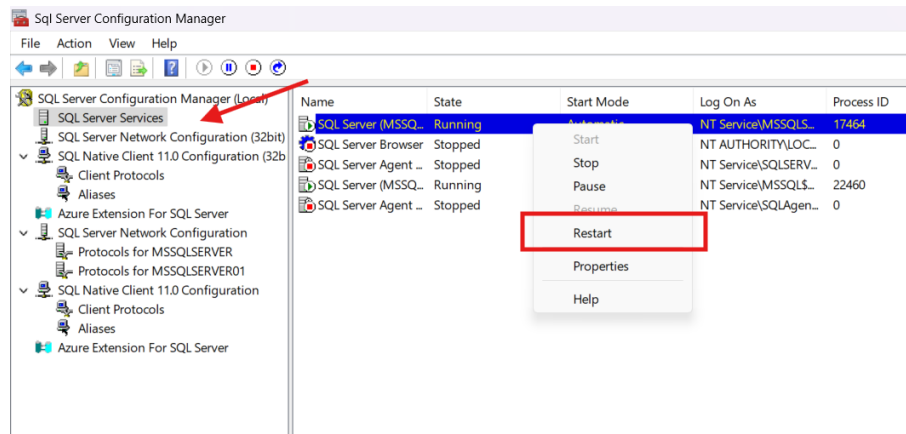 Sql Server Configuration Manager
File Action View Help
SQL Server Configuration Manager (Local)
SQL Server Services
SQL Server Network Configuration (32bit)
SQL Native Client 11.0 Configuration (32b
Client Protocols
Aliases
Azure Extension For SQL Server
SQL Server Network Configuration
Protocols for MSSQLSERVER
Protocols for MSSQLSERVER01
SQL Native Client 11.0 Configuration
Client Protocols
Aliases
Azure Extension For SQL Server
Name State Start Mode Log On As Process ID
SQL Server (MSSQ... Running Automatic NT Service\MSSQLS... 17464
SQL Server Browser Stopped NT AUTHORITY\LOC... 0
SQL Server Agent ... Stopped NT Service\SQLSERV... 0
SQL Server (MSSQ... Running NT Service\MSSQL$... 22460
SQL Server Agent ... Stopped NT Service\SQLAgen... 0
Start
Stop
Pause
Resume
Restart
Properties
Help